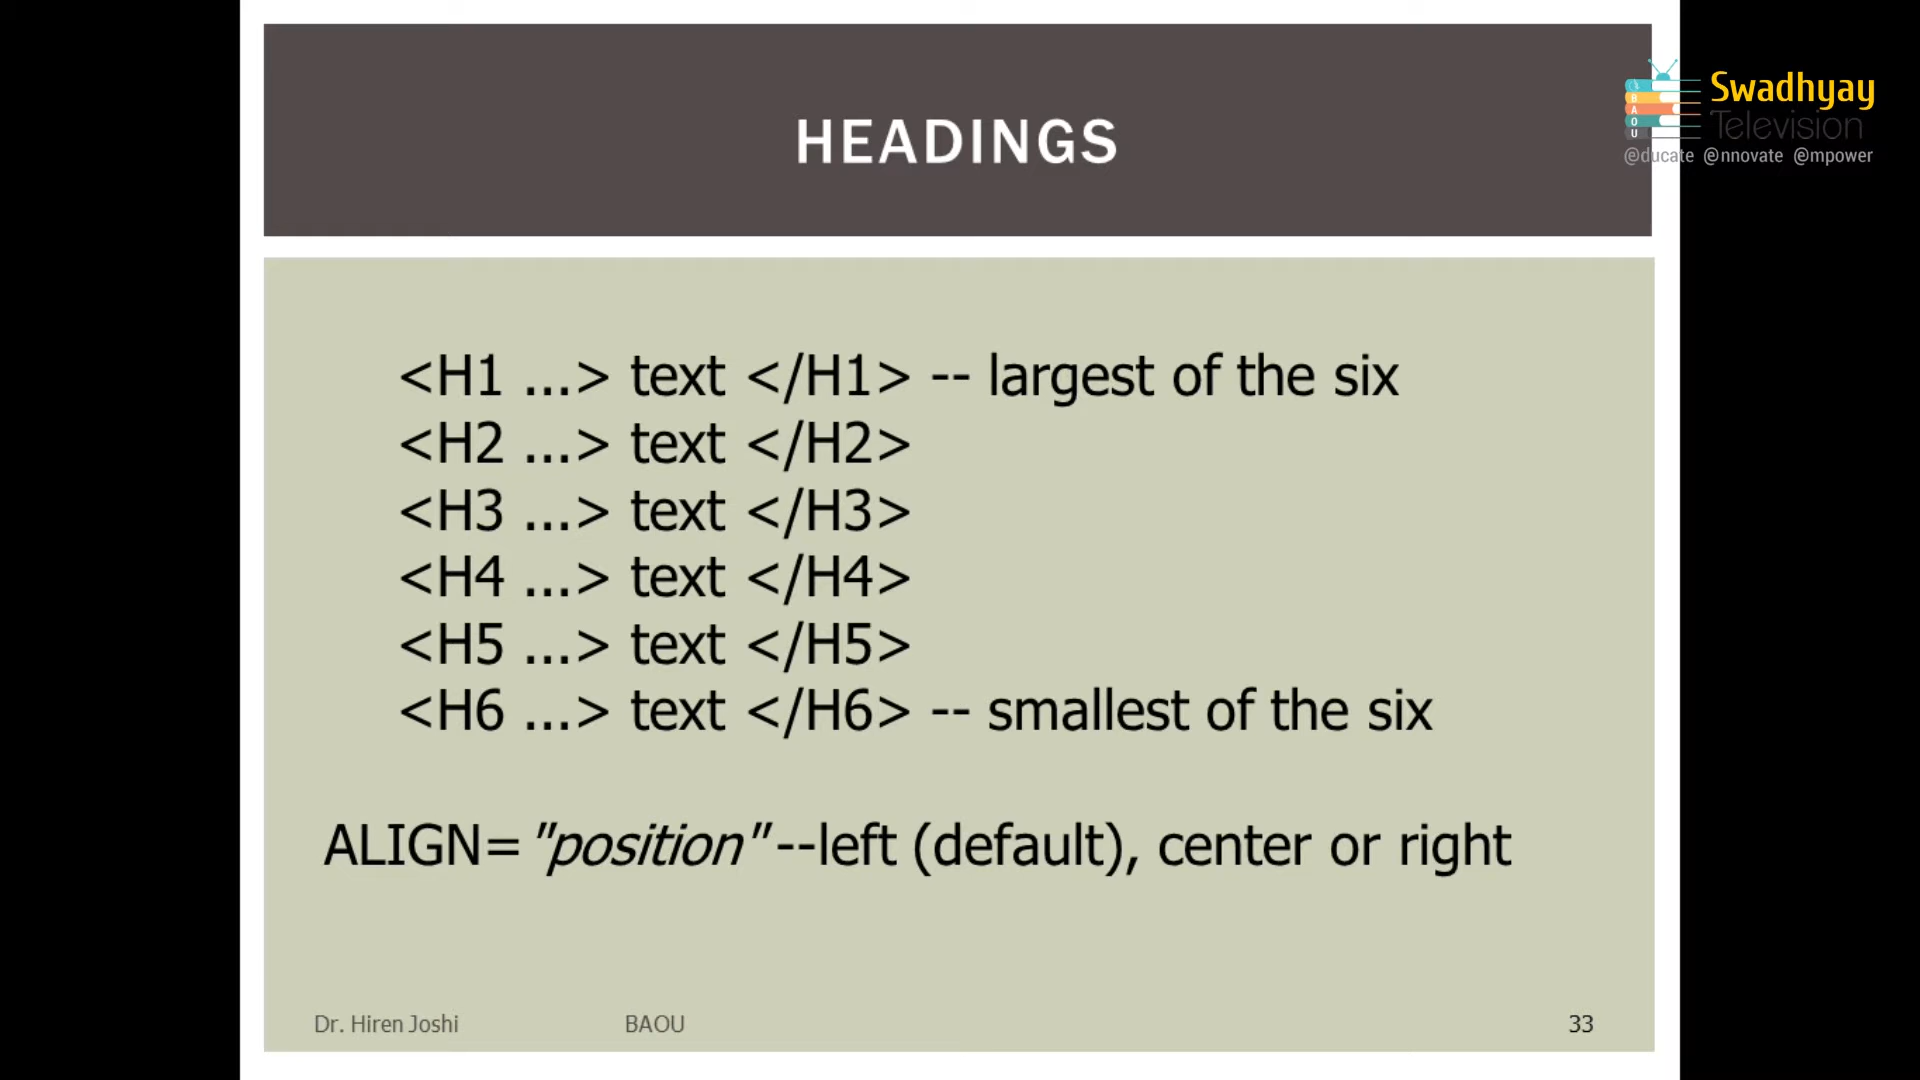 HEADINGS
Swadhyay
Television
@ducate @nnovate @mpower
B
A
O
U
<H1 ...> text </H1> -- largest of the six
<H2 ...> text </H2>
<H3 ...> text </H3>
<H4 ...> text </H4>
<H5 ...> text </H5>
<H6 ...> text </H6> -- smallest of the six
ALIGN="position"--left (default), center or right
Dr. Hiren Joshi BAOU 33